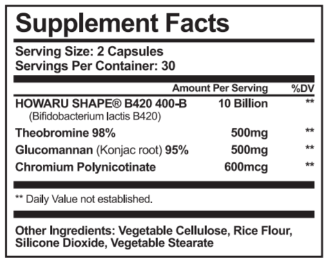 Supplement Facts
Serving Size: 2 Capsules
Servings Per Container: 30
Amount Per Serving %DV
HOWARU SHAPE® B420 400-B 10 Billion **
(Bifidobacterium lactis B420)
Theobromine 98% 500mg **
Glucomannan (Konjac root) 95% 500mg **
Chromium Polynicotinate 600mcg **
** Daily Value not established.
Other Ingredients: Vegetable Cellulose, Rice Flour,
Silicone Dioxide, Vegetable Stearate